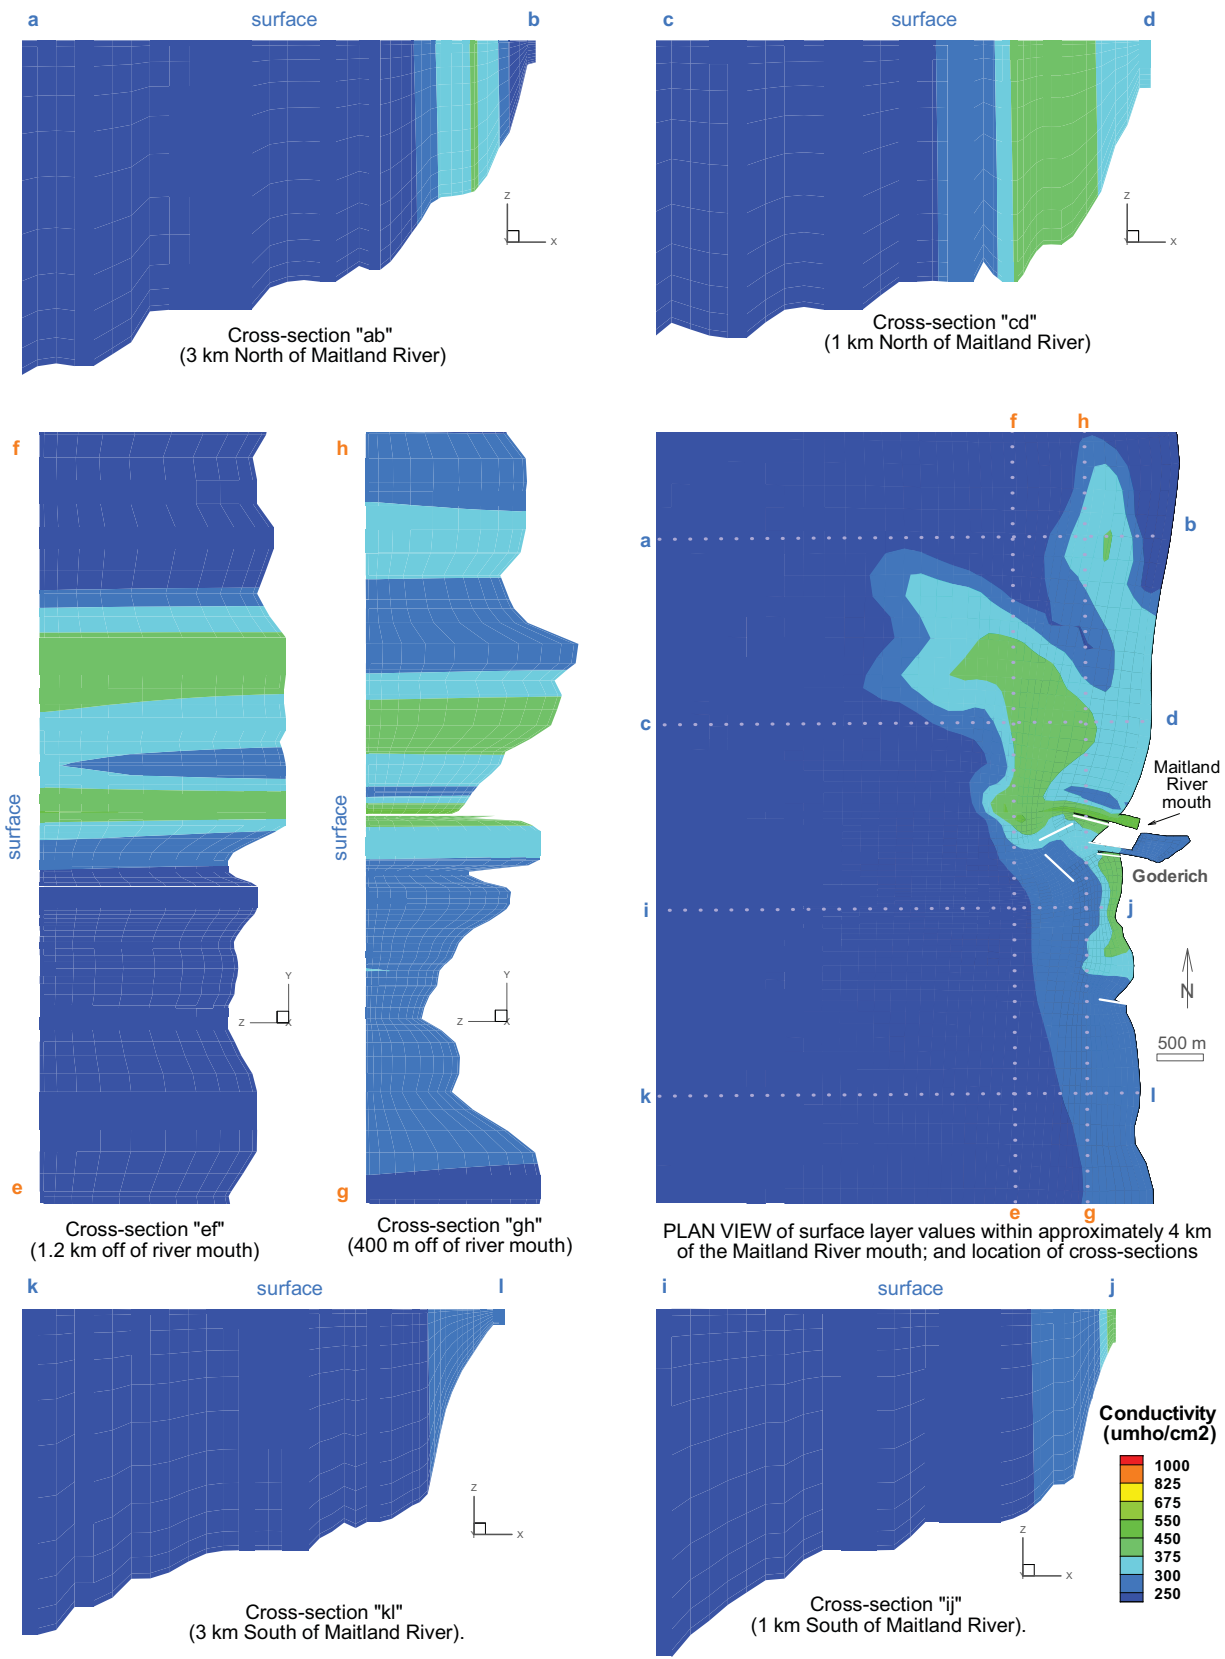 a surface b
Z
X
Cross-section "ab"
(3 km North of Maitland River)
c surface d
Z
Y X
Cross-section "cd"
(1 km North of Maitland River)
f
surface
Y
Z X
e
Cross-section "ef"
(1.2 km off of river mouth)
h
surface
Y
Z X
g
Cross-section "gh"
(400 m off of river mouth)
f h
a b
c d
Maitland
River
mouth
Goderich
i j
N
500 m
k l
e g
PLAN VIEW of surface layer values within approximately 4 km
of the Maitland River mouth; and location of cross-sections
k surface l
Z
Y X
Cross-section "kl"
(3 km South of Maitland River).
i surface j
Z
Y X
Cross-section "ij"
(1 km South of Maitland River).
Conductivity
(umho/cm2)
1000
825
675
550
450
375
300
250